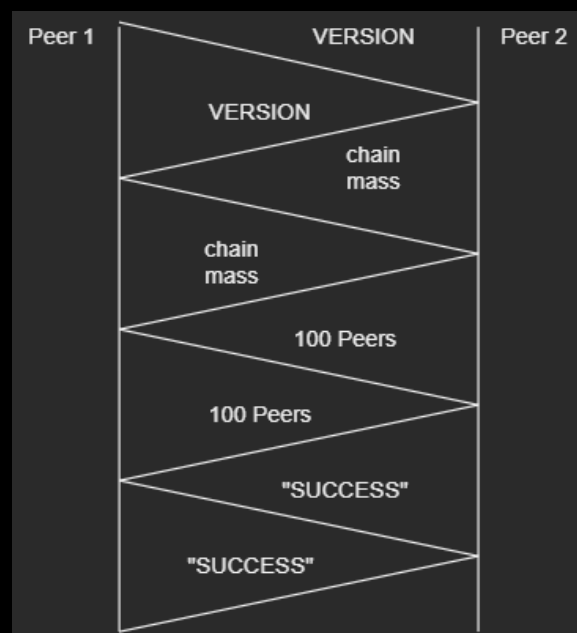 Peer 1
VERSION
Peer 2
VERSION
chain
mass
chain
mass
100 Peers
100 Peers
"SUCCESS"
"SUCCESS"